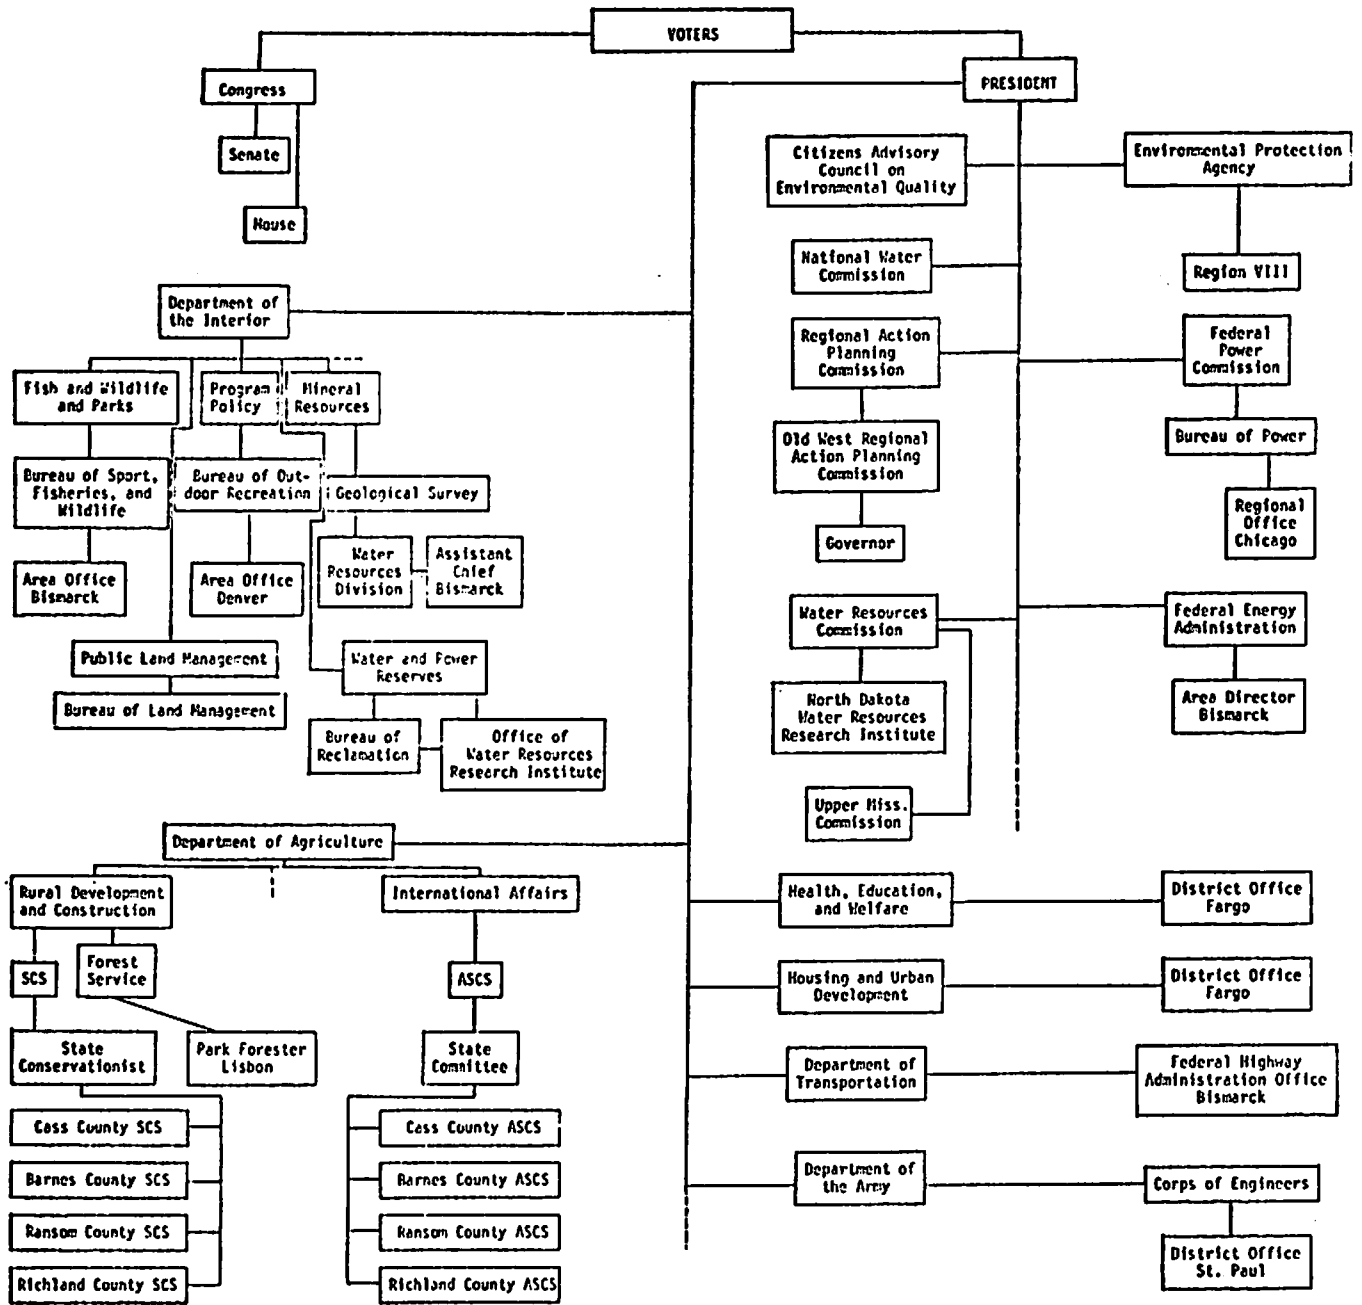 VOTERS
Congress
PRESIDENT
Senate
House
Citizens Advisory
Council on
Environmental Quality
Environmental Protection
Agency
National Water
Commission
Region VIII
Department of
the Interior
Regional Action
Planning
Commission
Federal
Power
Commission
Fish and Wildlife
and Parks
Program
Policy
Mineral
Resources
Old West Regional
Action Planning
Commission
Bureau of Power
Bureau of Sport,
Fisheries, and
Wildlife
Bureau of Out-
door Recreation
Geological Survey
Regional
Office
Chicago
Governor
Area Office
Bismarck
Area Office
Denver
Water
Resources
Division
Assistant
Chief
Bismarck
Water Resources
Commission
Federal Energy
Administration
Public Land Management
Water and Power
Reserves
Bureau of Land Management
North Dakota
Water Resources
Research Institute
Area Director
Bismarck
Bureau of
Reclamation
Office of
Water Resources
Research Institute
Upper Miss.
Commission
Department of Agriculture
Rural Development
and Construction
International Affairs
Health, Education,
and Welfare
District Office
Fargo
SCS
Forest
Service
ASCS
Housing and Urban
Development
District Office
Fargo
State
Conservationist
Park Forester
Lisbon
State
Committee
Department of
Transportation
Federal Highway
Administration Office
Bismarck
Cass County SCS
Cass County ASCS
Barnes County SCS
Barnes County ASCS
Department of
the Army
Corps of Engineers
Ransom County SCS
Ransom County ASCS
District Office
St. Paul
Richland County SCS
Richland County ASCS